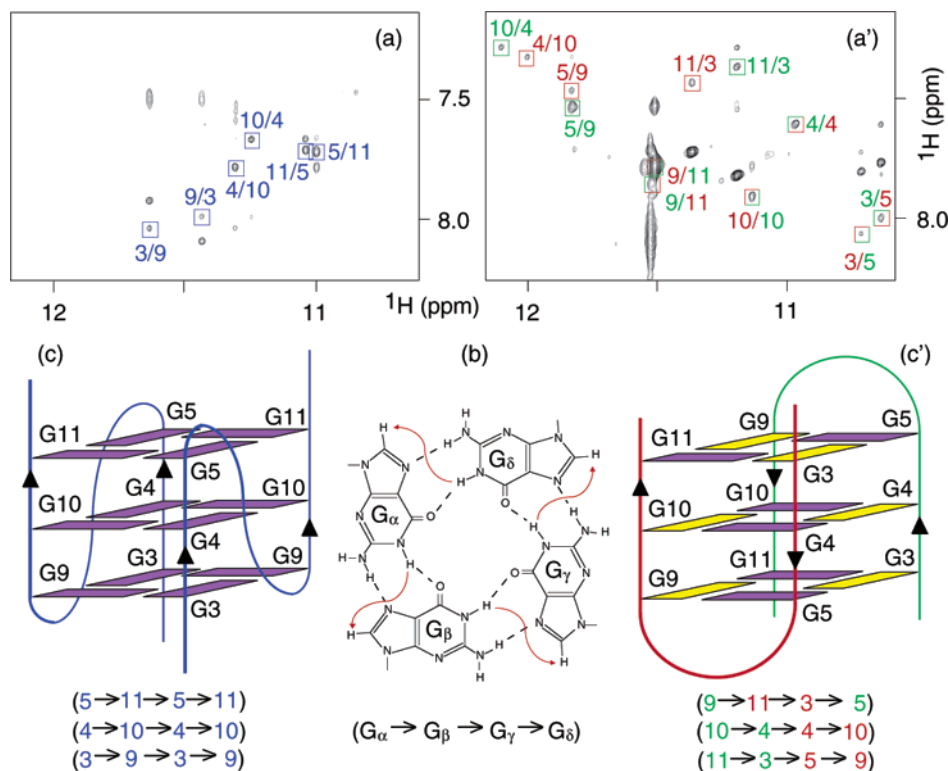 (a)
10/4
5/11
11/5
9/3
4/10
3/9
7.5
8.0
12
11
¹H (ppm)
(a')
10/4
4/10
5/9
5/9
11/3
11/3
4/4
9/11
9/11
10/10
3/5
3/5
¹H (ppm)
8.0
12
11
(c)
G5
G11
G11
G5
G4
G10
G10
G4
G3
G9
G9
G3
(5→11→5→11)
(4→10→4→10)
(3→9→3→9)
(b)
H
N
H
N
N
H
N
N
Gδ
N
H
O
H
N
Gα
O
N
H
N
H
N
H
O
N
H
N
Gγ
N
N
H
N
H
O
N
H
N
Gβ
N
H
N
N
H
H
(Gα→Gβ→Gγ→Gδ)
(c')
G9
G5
G11
G3
G10
G4
G10
G4
G11
G3
G9
G5
(9→11→3→5)
(10→4→4→10)
(11→3→5→9)